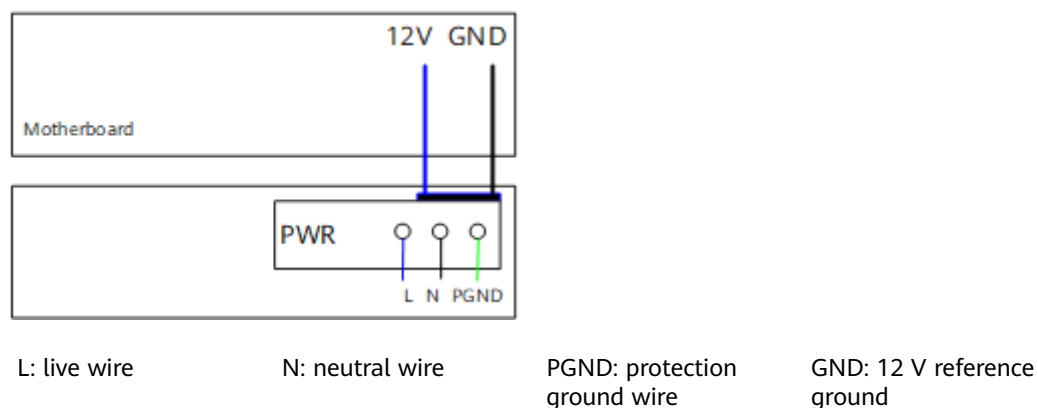 12V GND
Motherboard
PWR
L N PGND
L: live wire
N: neutral wire
PGND: protection
ground wire
GND: 12 V reference
ground